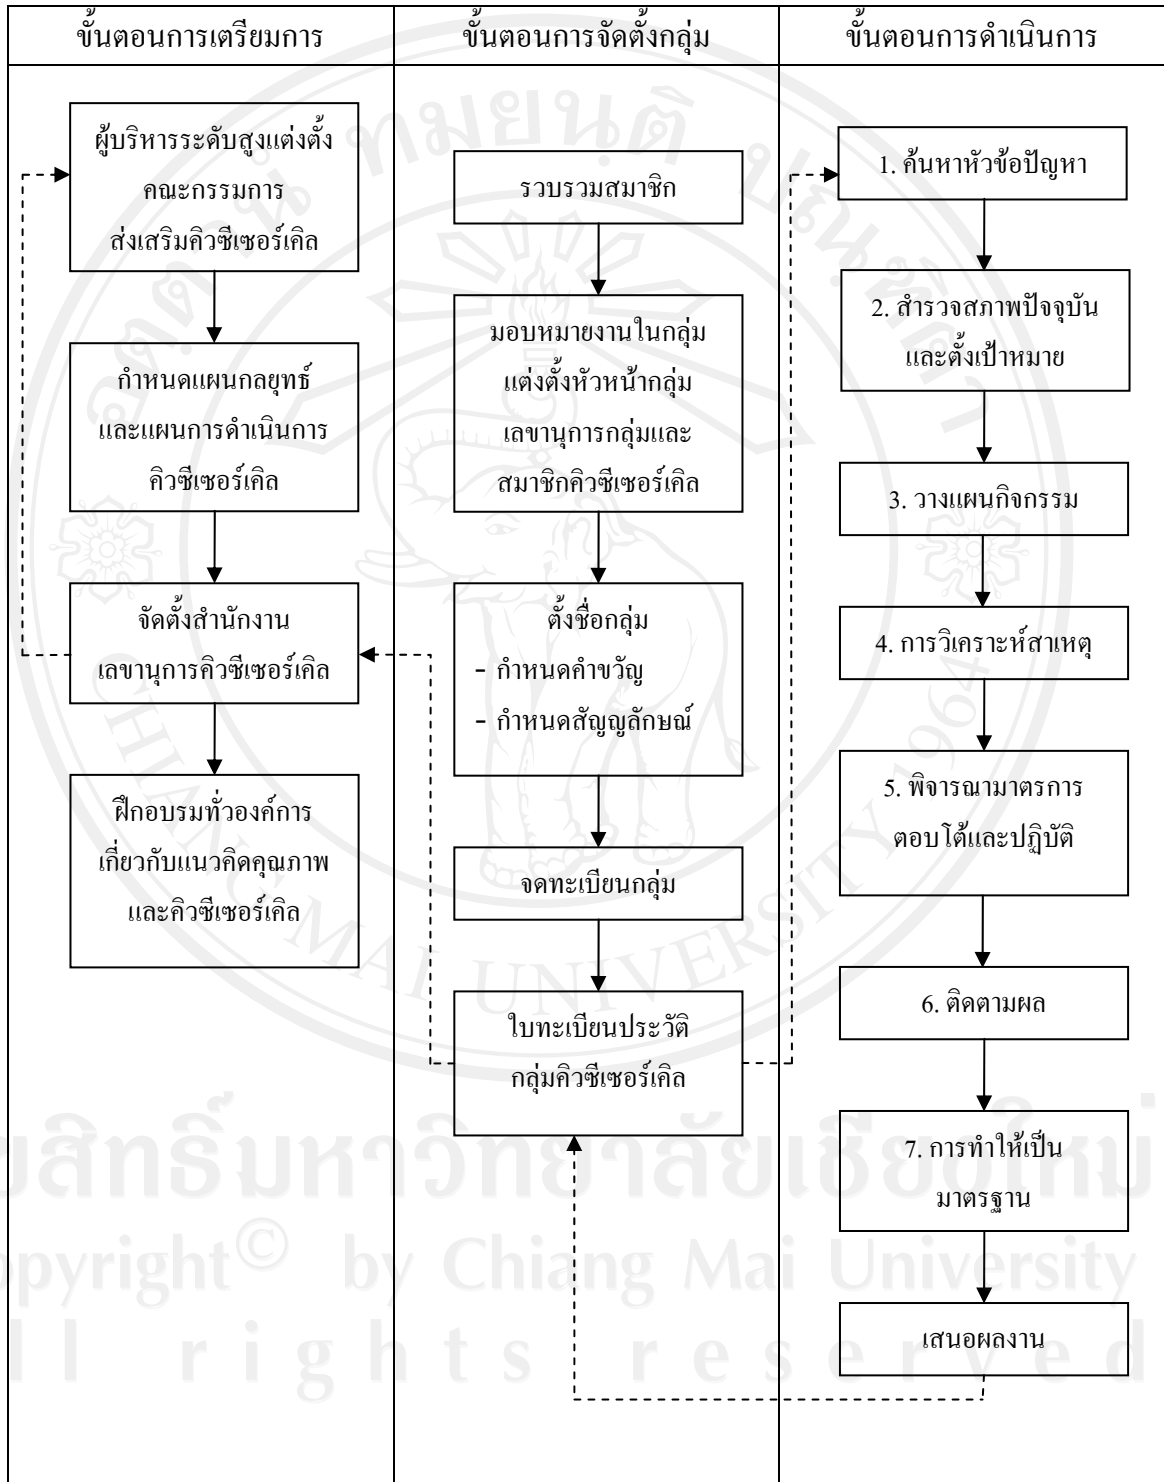 ขั้นตอนการเตรียมการ
ขั้นตอนการจัดตั้งกลุ่ม
ขั้นตอนการดำเนินการ
ผู้บริหารระดับสูงแต่งตั้ง
คณะกรรมการ
ส่งเสริมคิวซีเซอร์เคิล
กำหนดแผนกลยุทธ์
และแผนการดำเนินการ
คิวซีเซอร์เคิล
จัดตั้งสำนักงาน
เลขานุการคิวซีเซอร์เคิล
ฝึกอบรมทั่วองค์การ
เกี่ยวกับแนวคิดคุณภาพ
และคิวซีเซอร์เคิล
รวบรวมสมาชิก
มอบหมายงานในกลุ่ม
แต่งตั้งหัวหน้ากลุ่ม
เลขานุการกลุ่มและ
สมาชิกคิวซีเซอร์เคิล
ตั้งชื่อกลุ่ม
- กำหนดคำขวัญ
- กำหนดสัญญลักษณ์
จดทะเบียนกลุ่ม
ใบทะเบียนประวัติ
กลุ่มคิวซีเซอร์เคิล
1. ค้นหาหัวข้อปัญหา
2. สำรวจสภาพปัจจุบัน
และตั้งเป้าหมาย
3. วางแผนกิจกรรม
4. การวิเคราะห์สาเหตุ
5. พิจารณามาตรการ
ตอบโต้และปฏิบัติ
6. ติดตามผล
7. การทำให้เป็น
มาตรฐาน
เสนอผลงาน
CHIANG MAI UNIVERSITY 1964
สิทธิ์มหาวิทยาลัยเชียงใหม่
pyright© by Chiang Mai University
ll rights reserved